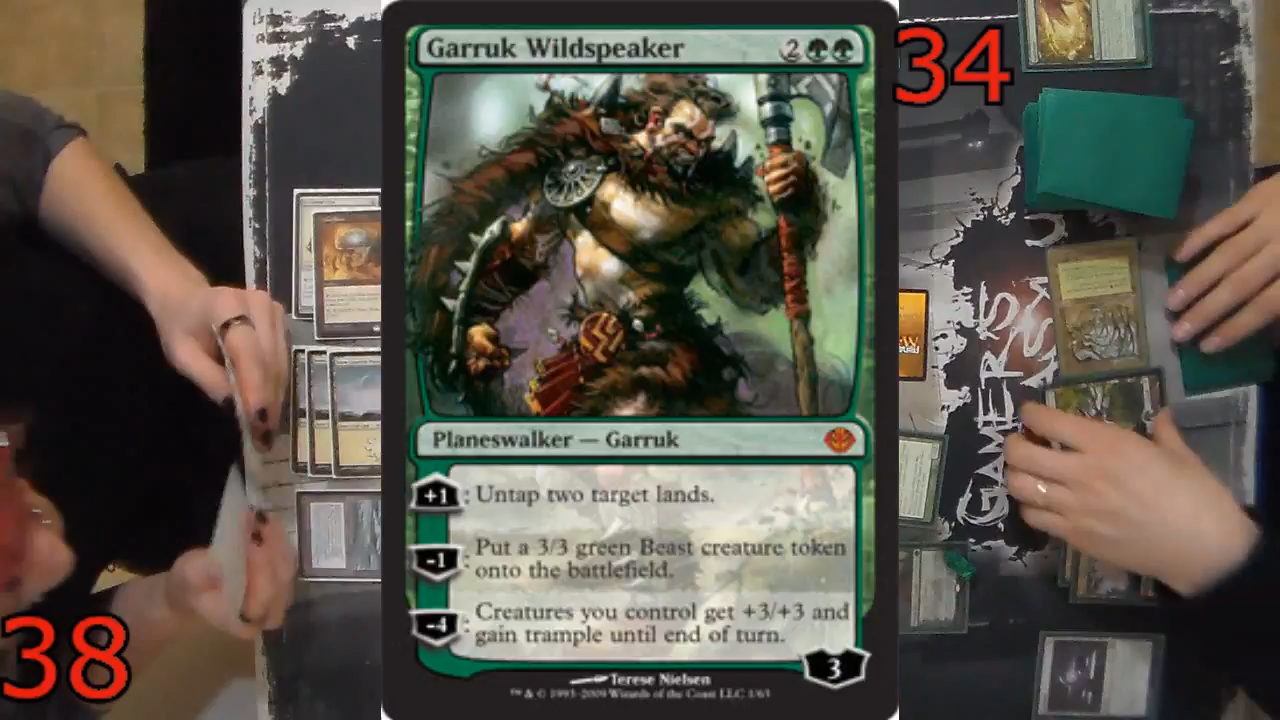 Garruk Wildspeaker 2
34
Planeswalker — Garruk
+1 : Untap two target lands.
-1 : Put a 3/3 green Beast creature token
onto the battlefield.
-4 : Creatures you control get +3/+3 and
gain trample until end of turn.
3
Terese Nielsen
™ & © 1993-2009 Wizards of the Coast LLC 1/63
38
GAMERS